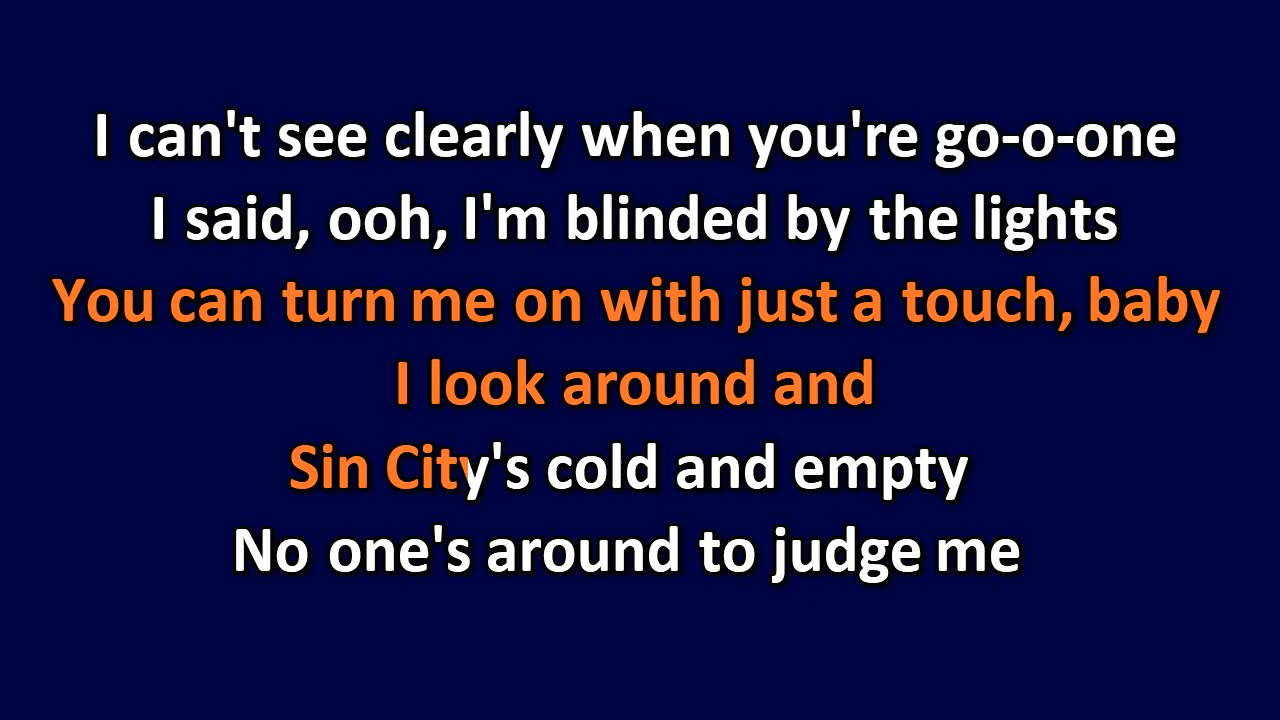 I can't see clearly when you're go-o-one
I said, ooh, I'm blinded by the lights
You can turn me on with just a touch, baby
I look around and
Sin City's cold and empty
No one's around to judge me